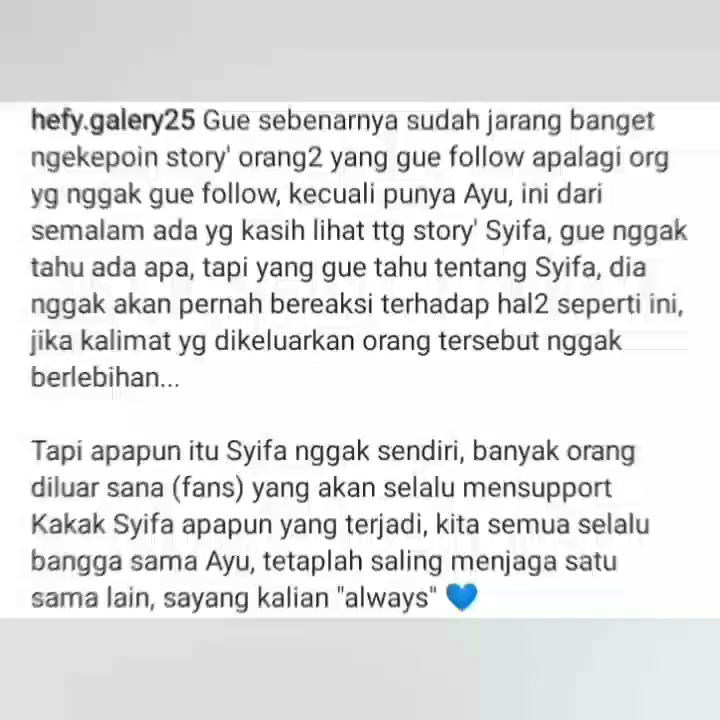 hefy.galery25 Gue sebenarnya sudah jarang banget
ngekepoin story' orang2 yang gue follow apalagi org
yg nggak gue follow, kecuali punya Ayu, ini dari
semalam ada yg kasih lihat ttg story' Syifa, gue nggak
tahu ada apa, tapi yang gue tahu tentang Syifa, dia
nggak akan pernah bereaksi terhadap hal2 seperti ini,
jika kalimat yg dikeluarkan orang tersebut nggak
berlebihan...
Tapi apapun itu Syifa nggak sendiri, banyak orang
diluar sana (fans) yang akan selalu mensupport
Kakak Syifa apapun yang terjadi, kita semua selalu
bangga sama Ayu, tetaplah saling menjaga satu
sama lain, sayang kalian "always" 💙